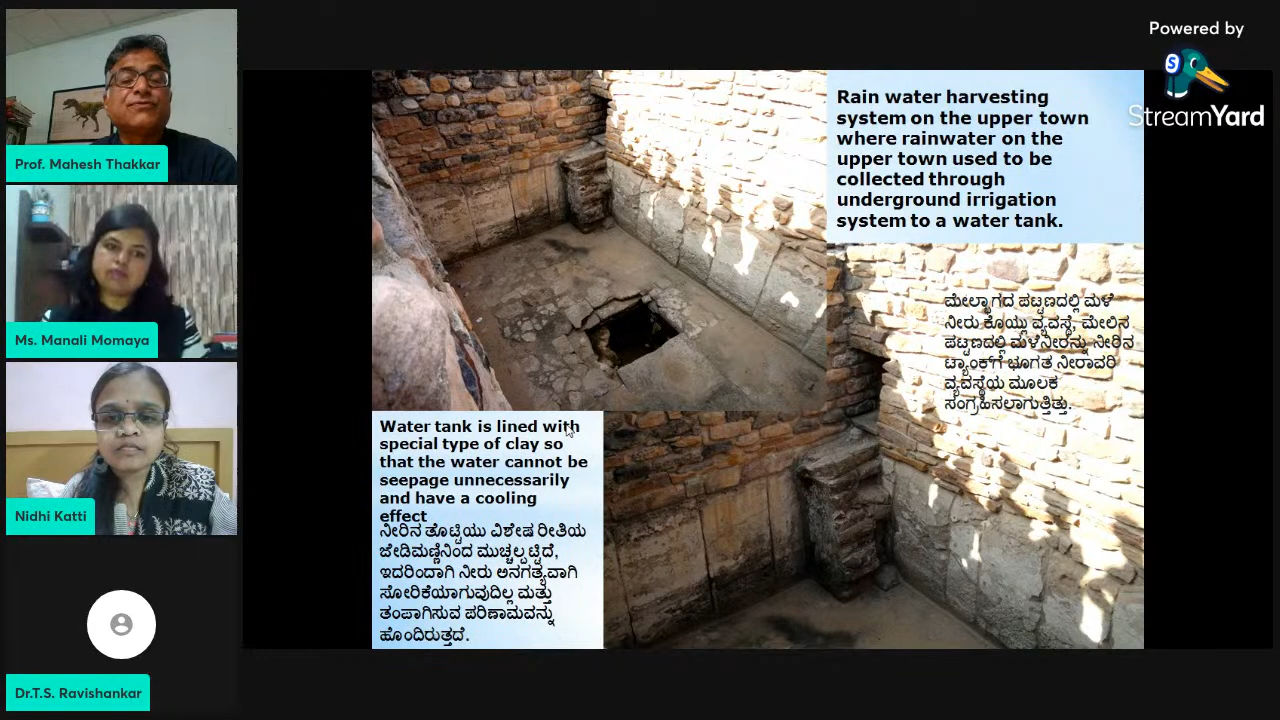 Prof. Mahesh Thakkar
Ms. Manali Momaya
Nidhi Katti
Dr.T.S. Ravishankar
Powered by
S
StreamYard
Rain water harvesting
system on the upper town
where rainwater on the
upper town used to be
collected through
underground irrigation
system to a water tank.
ಮೇಲ್ಭಾಗದ ಪಟ್ಟಣದಲ್ಲಿ ಮಳೆ
ನೀರು ಕೊಯ್ಲು ವ್ಯವಸ್ಥೆ, ಮೇಲಿನ
ಪಟ್ಟಣದಲ್ಲಿ ಮಳೆನೀರನ್ನು ನೀರಿನ
ಟ್ಯಾಂಕ್‌ಗೆ ಭೂಗತ ನೀರಾವರಿ
ವ್ಯವಸ್ಥೆಯ ಮೂಲಕ
ಸಂಗ್ರಹಿಸಲಾಗುತ್ತಿತ್ತು.
Water tank is lined with
special type of clay so
that the water cannot be
seepage unnecessarily
and have a cooling
effect
ನೀರಿನ ತೊಟ್ಟಿಯು ವಿಶೇಷ ರೀತಿಯ
ಜೇಡಿಮಣ್ಣಿನಿಂದ ಮುಚ್ಚಲ್ಪಟ್ಟಿದೆ,
ಇದರಿಂದಾಗಿ ನೀರು ಅನಗತ್ಯವಾಗಿ
ಸೋರಿಕೆಯಾಗುವುದಿಲ್ಲ ಮತ್ತು
ತಂಪಾಗಿಸುವ ಪರಿಣಾಮವನ್ನು
ಹೊಂದಿರುತ್ತದೆ.